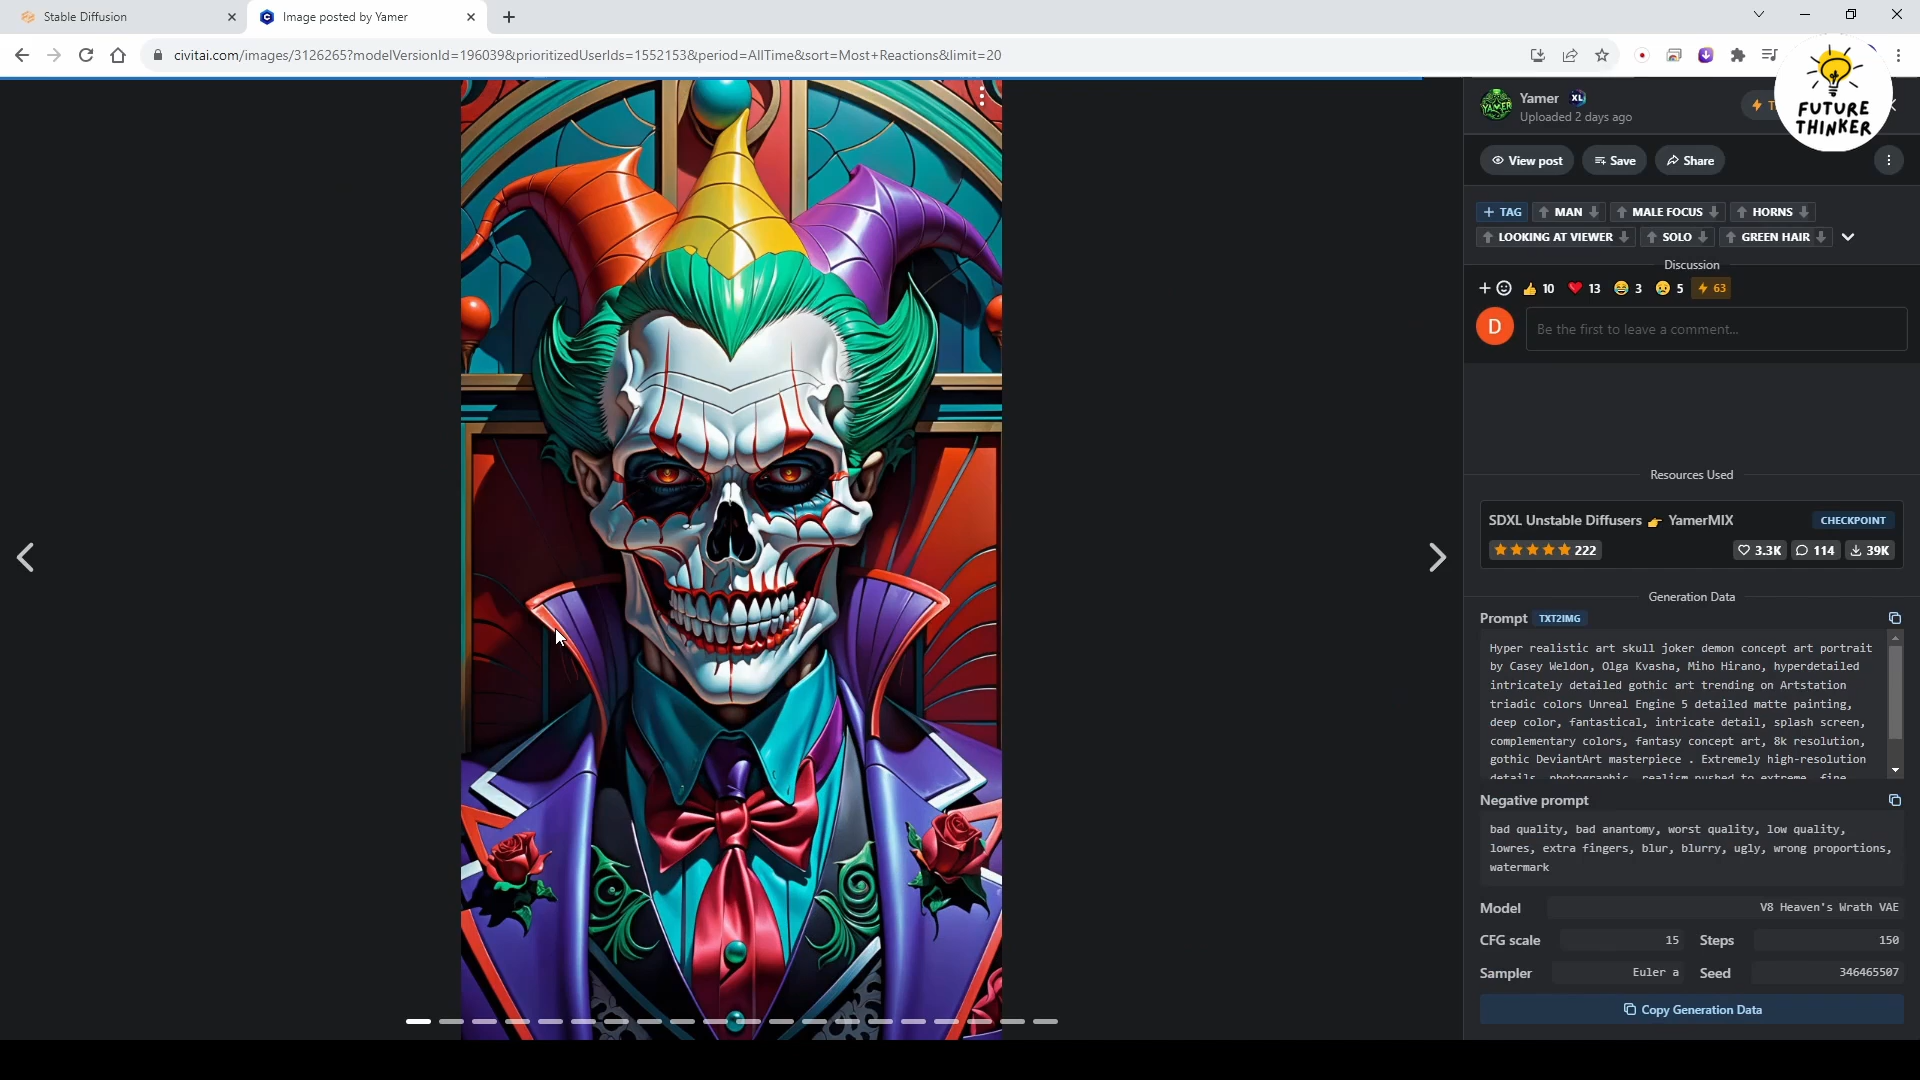 Stable Diffusion
Image posted by Yamer
civitai.com/images/3126265?modelVersionId=196039&prioritizedUserIds=1552153&period=AllTime&sort=Most+Reactions&limit=20
FUTURE
THINKER
Yamer XL
Uploaded 2 days ago
View post Save Share
+ TAG MAN MALE FOCUS HORNS
LOOKING AT VIEWER SOLO GREEN HAIR
Discussion
10 13 3 5 63
D Be the first to leave a comment...
Resources Used
SDXL Unstable Diffusers 👉 YamerMIX CHECKPOINT
222 3.3K 114 39K
Generation Data
Prompt TXT2IMG
Hyper realistic art skull joker demon concept art portrait
by Casey Weldon, Olga Kvasha, Miho Hirano, hyperdetailed
intricately detailed gothic art trending on Artstation
triadic colors Unreal Engine 5 detailed matte painting,
deep color, fantastical, intricate detail, splash screen,
complementary colors, fantasy concept art, 8k resolution,
gothic DeviantArt masterpiece . Extremely high-resolution
details, photographic, realism pushed to extreme, fine
Negative prompt
bad quality, bad anantomy, worst quality, low quality,
lowres, extra fingers, blur, blurry, ugly, wrong proportions,
watermark
Model V8 Heaven's Wrath VAE
CFG scale 15 Steps 150
Sampler Euler a Seed 346465507
Copy Generation Data